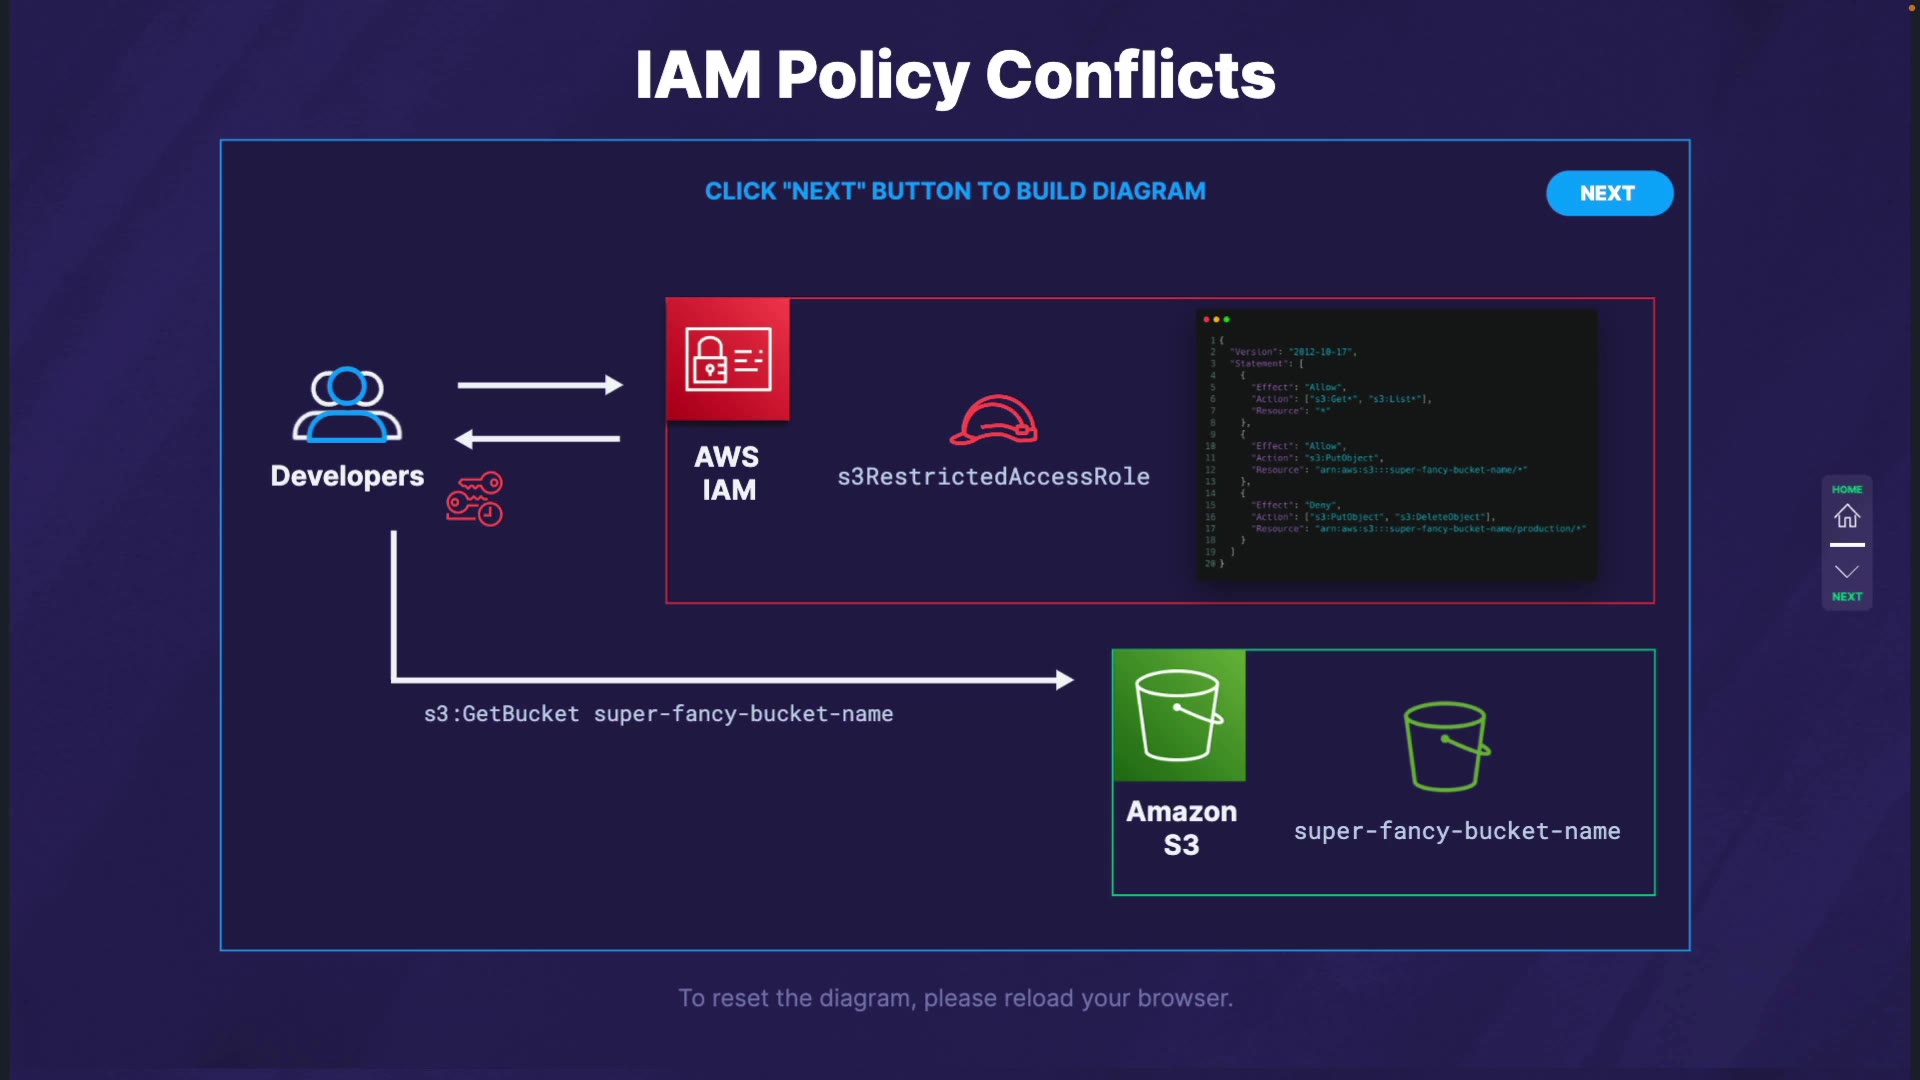 IAM Policy Conflicts
CLICK "NEXT" BUTTON TO BUILD DIAGRAM
NEXT
Developers
AWS
IAM
s3RestrictedAccessRole
1 {
2 "Version": "2012-10-17",
3 "Statement": [
4 {
5 "Effect": "Allow",
6 "Action": ["s3:Get*", "s3:List*"],
7 "Resource": "*"
8 },
9 {
10 "Effect": "Allow",
11 "Action": "s3:PutObject",
12 "Resource": "arn:aws:s3:::super-fancy-bucket-name/*"
13 },
14 {
15 "Effect": "Deny",
16 "Action": ["s3:PutObject", "s3:DeleteObject"],
17 "Resource": "arn:aws:s3:::super-fancy-bucket-name/production/*"
18 }
19 ]
20 }
s3:GetBucket super-fancy-bucket-name
Amazon
S3
super-fancy-bucket-name
HOME
NEXT
To reset the diagram, please reload your browser.